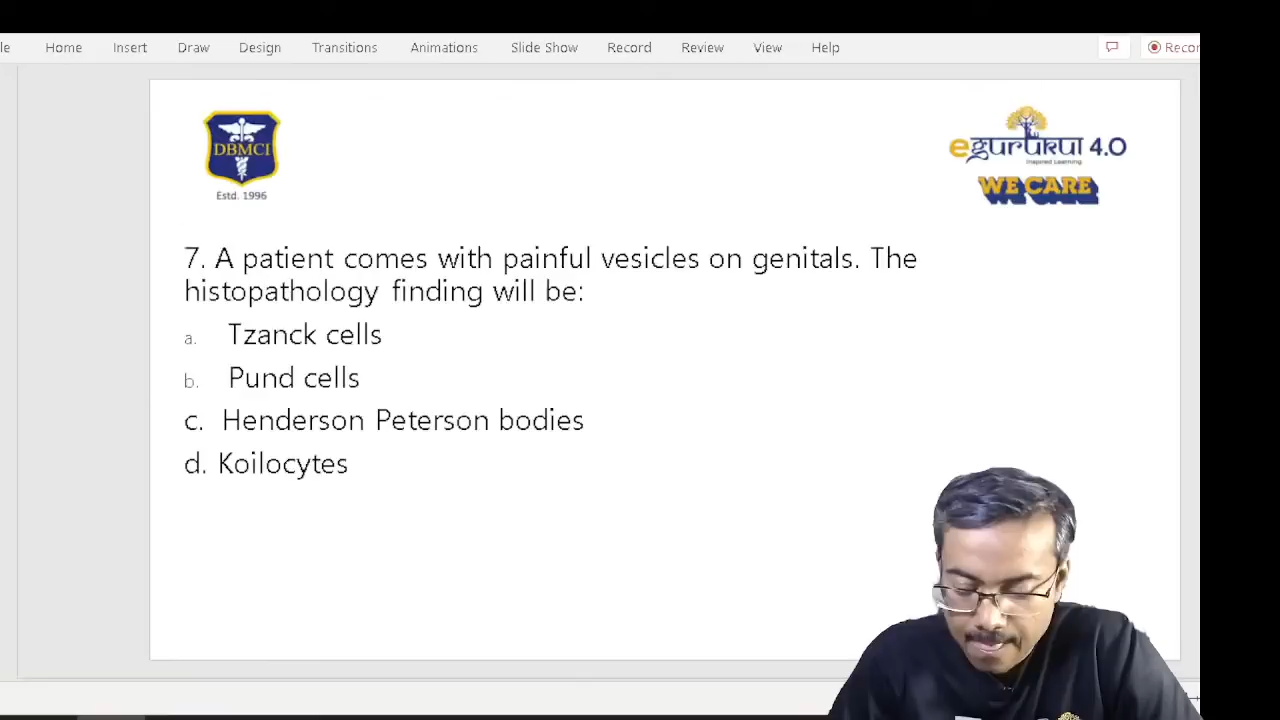 Home Insert Draw Design Transitions Animations Slide Show Record Review View Help
DBMCI
Estd. 1996
egurukul 4.0
Inspired Learning
WE CARE
7. A patient comes with painful vesicles on genitals. The
histopathology finding will be:
a. Tzanck cells
b. Pund cells
c. Henderson Peterson bodies
d. Koilocytes